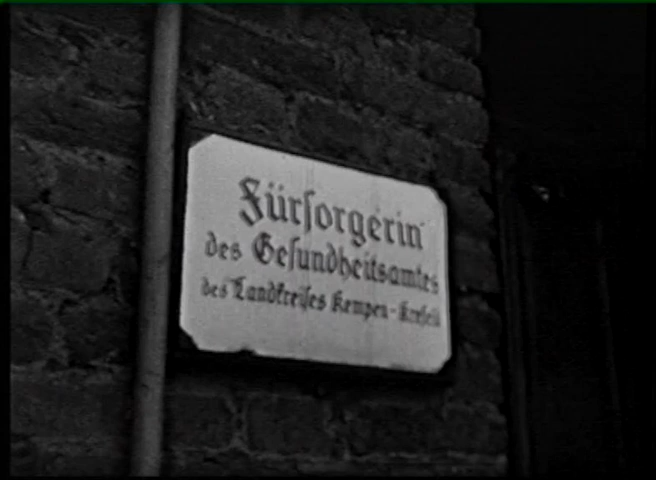 Fürſorgerin
des Geſundheitsamtes
des Landkreiſes Kempen-Krefeld